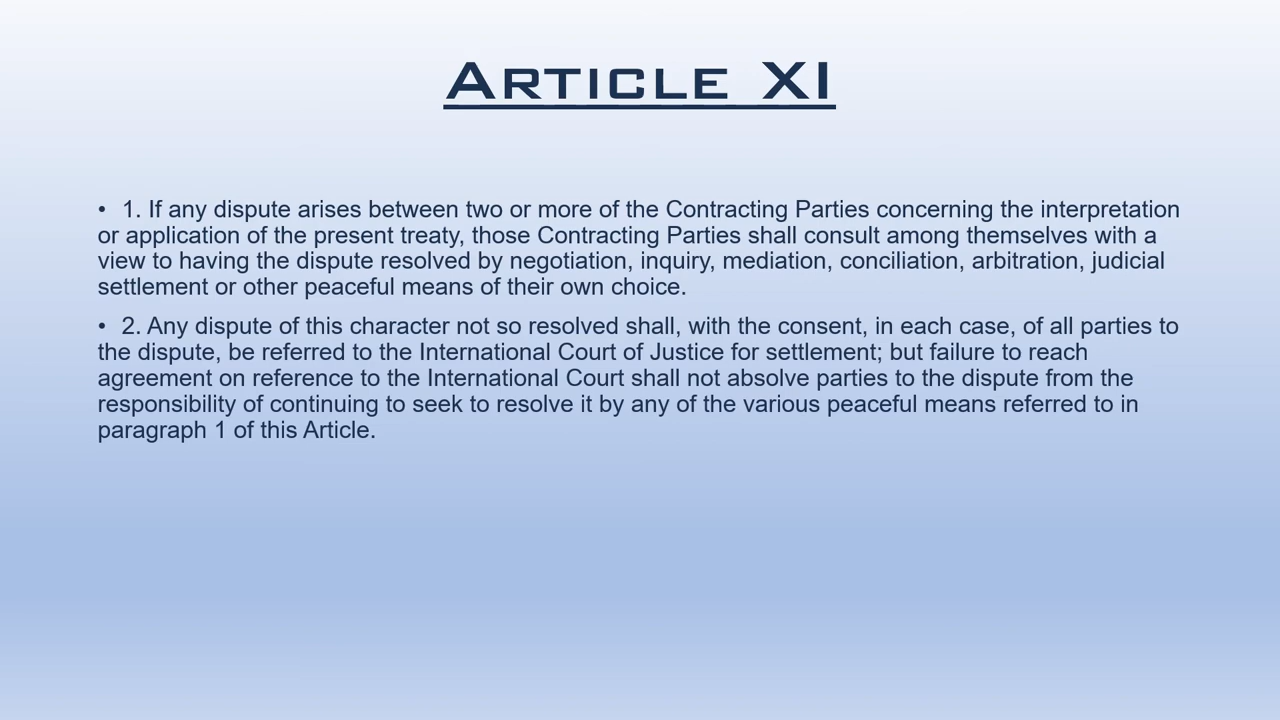 Article XI
• 1. If any dispute arises between two or more of the Contracting Parties concerning the interpretation
or application of the present treaty, those Contracting Parties shall consult among themselves with a
view to having the dispute resolved by negotiation, inquiry, mediation, conciliation, arbitration, judicial
settlement or other peaceful means of their own choice.
• 2. Any dispute of this character not so resolved shall, with the consent, in each case, of all parties to
the dispute, be referred to the International Court of Justice for settlement; but failure to reach
agreement on reference to the International Court shall not absolve parties to the dispute from the
responsibility of continuing to seek to resolve it by any of the various peaceful means referred to in
paragraph 1 of this Article.